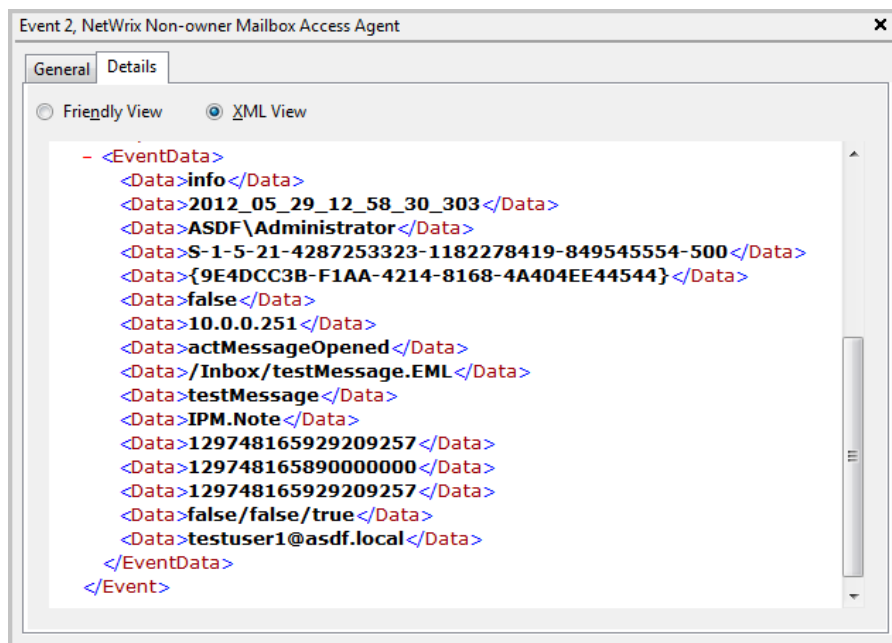 Event 2, NetWrix Non-owner Mailbox Access Agent
General Details
Friendly View XML View
- <EventData>
<Data>info</Data>
<Data>2012_05_29_12_58_30_303</Data>
<Data>ASDF\Administrator</Data>
<Data>S-1-5-21-4287253323-1182278419-849545554-500</Data>
<Data>{9E4DCC3B-F1AA-4214-8168-4A404EE44544}</Data>
<Data>false</Data>
<Data>10.0.0.251</Data>
<Data>actMessageOpened</Data>
<Data>/Inbox/testMessage.EML</Data>
<Data>testMessage</Data>
<Data>IPM.Note</Data>
<Data>129748165929209257</Data>
<Data>129748165890000000</Data>
<Data>129748165929209257</Data>
<Data>false/false/true</Data>
<Data>testuser1@asdf.local</Data>
</EventData>
</Event>